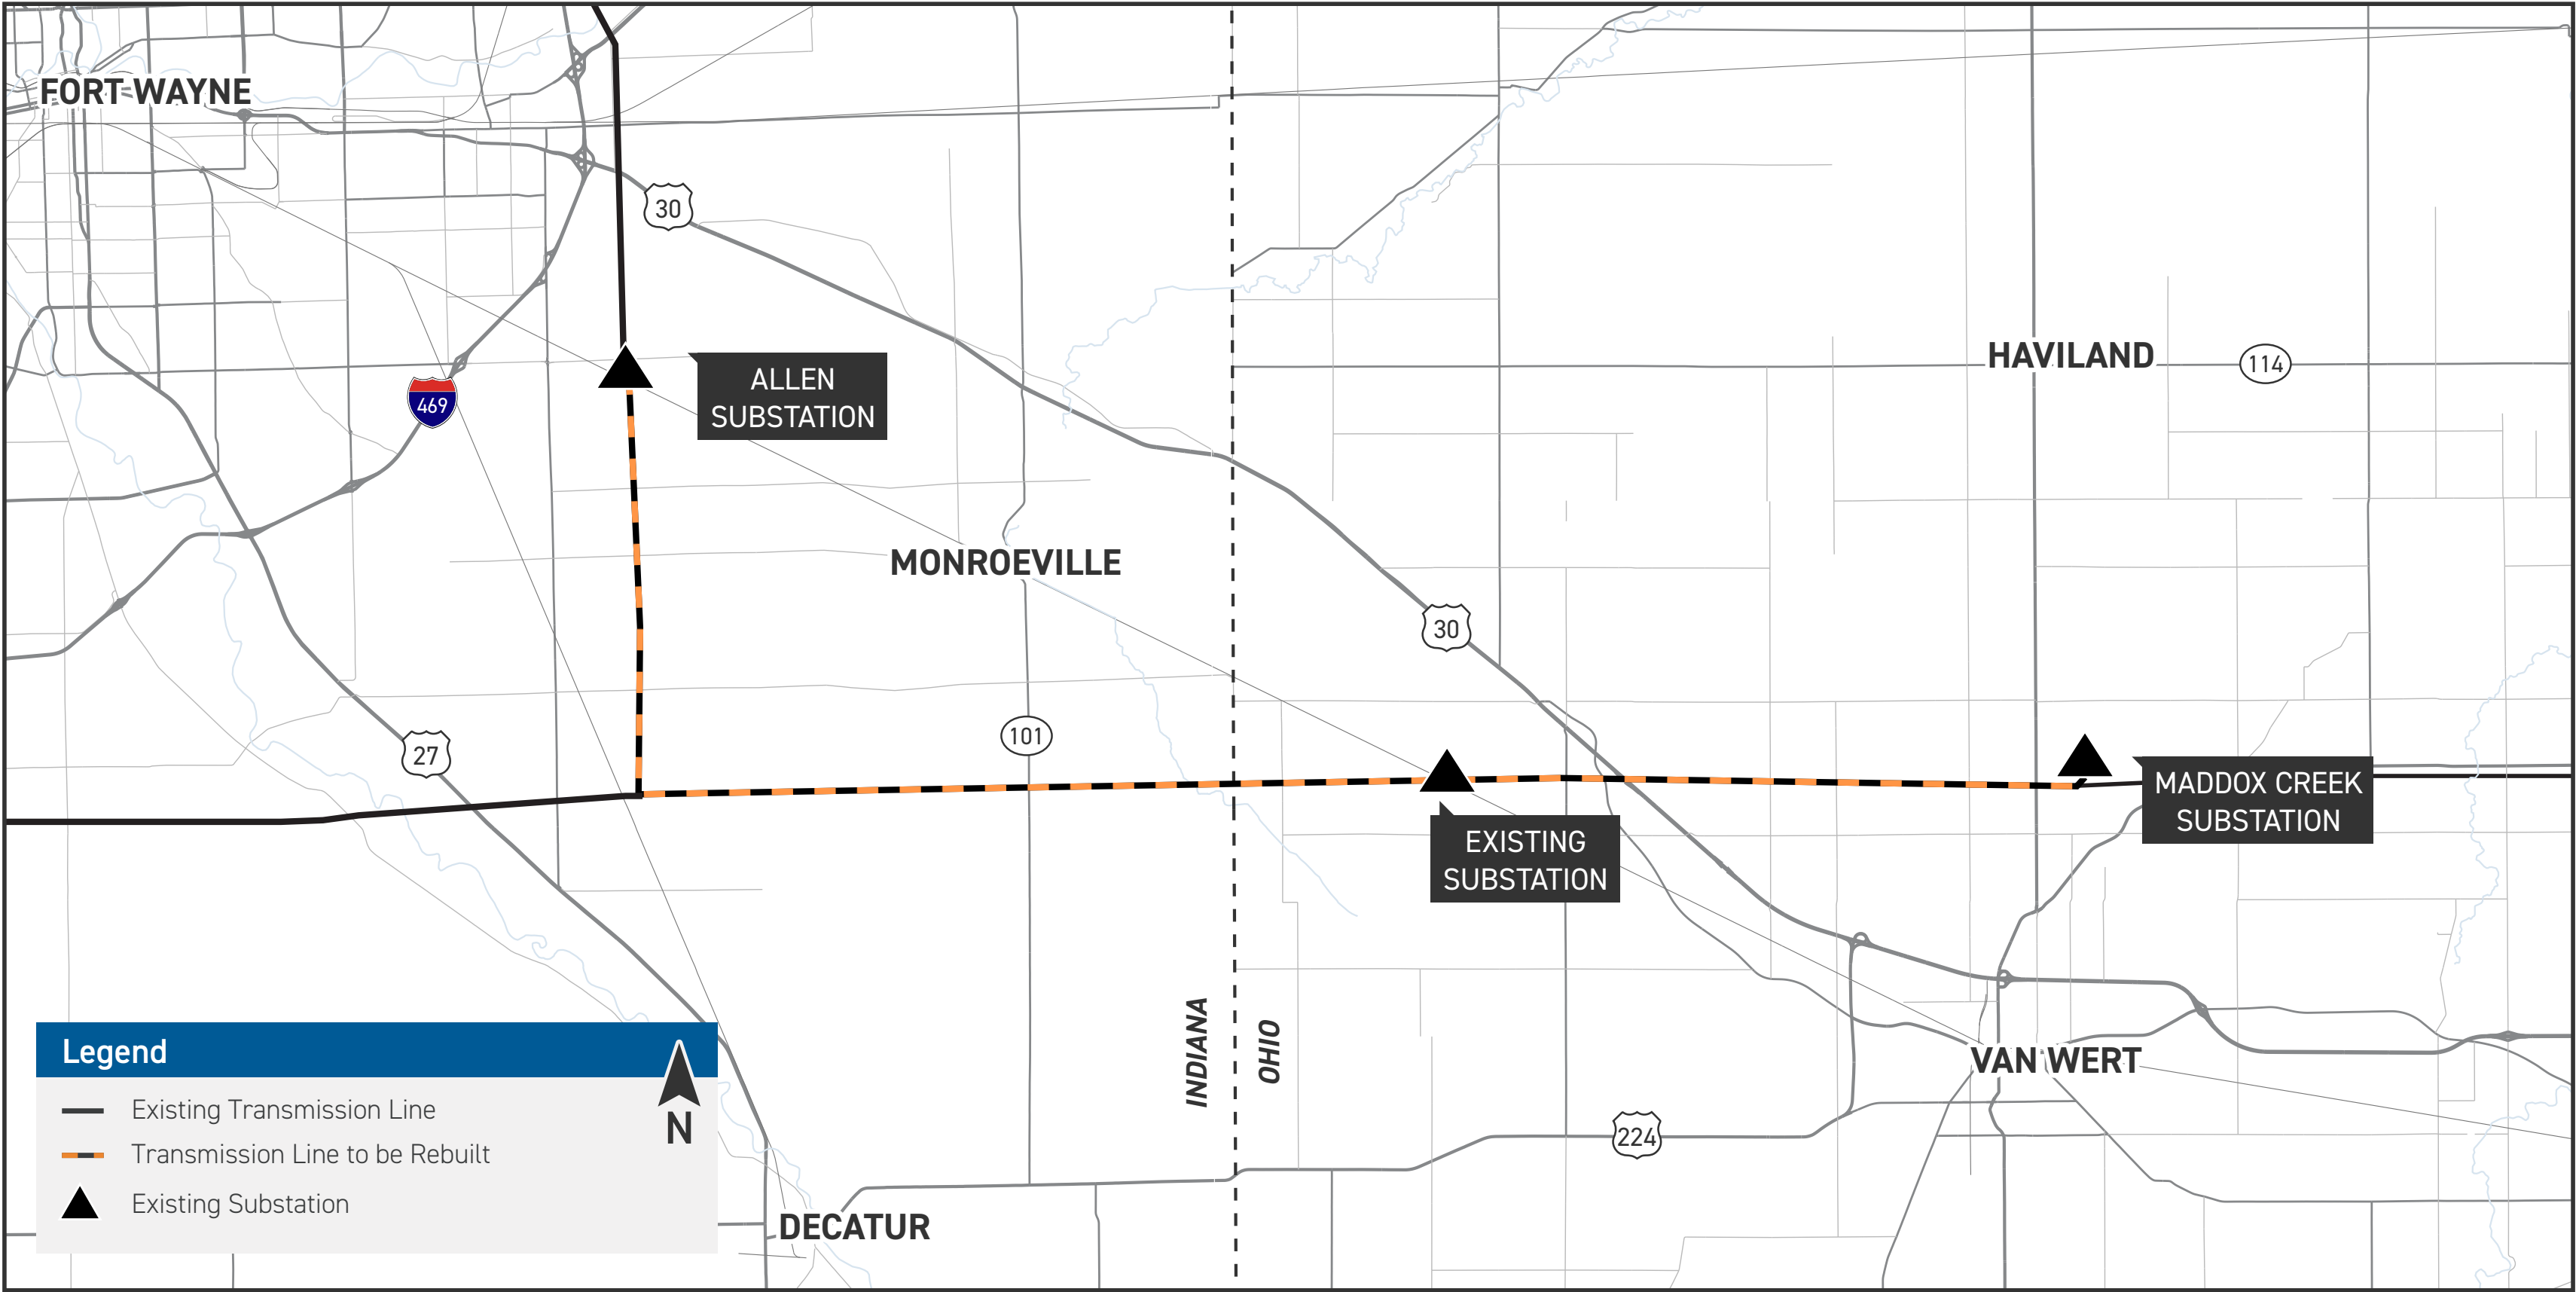 FORT WAYNE
30
ALLEN
SUBSTATION
469
HAVILAND
114
MONROEVILLE
30
101
27
MADDOX CREEK
SUBSTATION
EXISTING
SUBSTATION
INDIANA
OHIO
VAN WERT
224
DECATUR
Legend
N
Existing Transmission Line
Transmission Line to be Rebuilt
Existing Substation